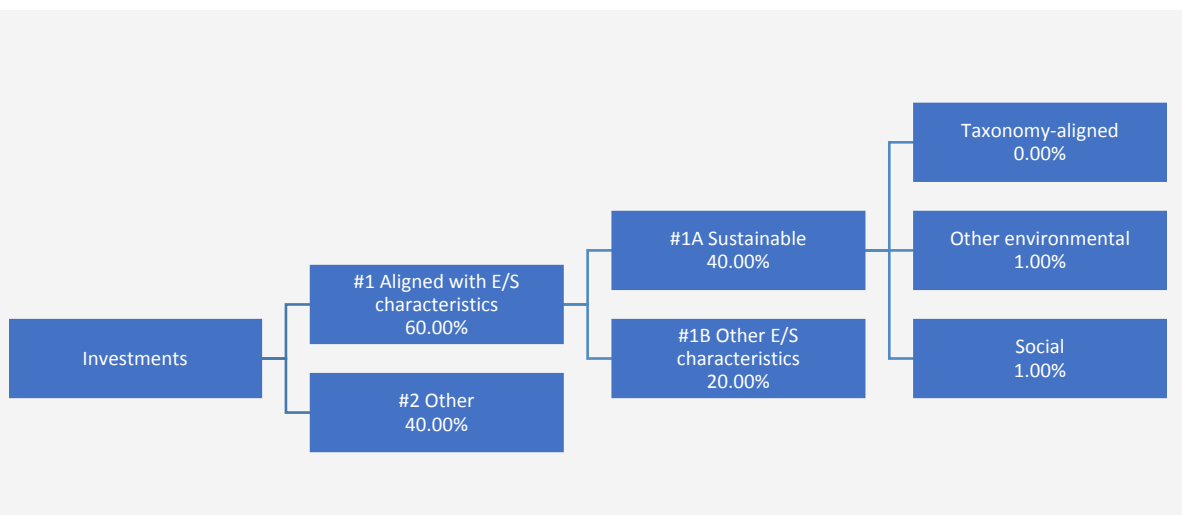 Investments
#1 Aligned with E/S
characteristics
60.00%
#2 Other
40.00%
#1A Sustainable
40.00%
#1B Other E/S
characteristics
20.00%
Taxonomy-aligned
0.00%
Other environmental
1.00%
Social
1.00%